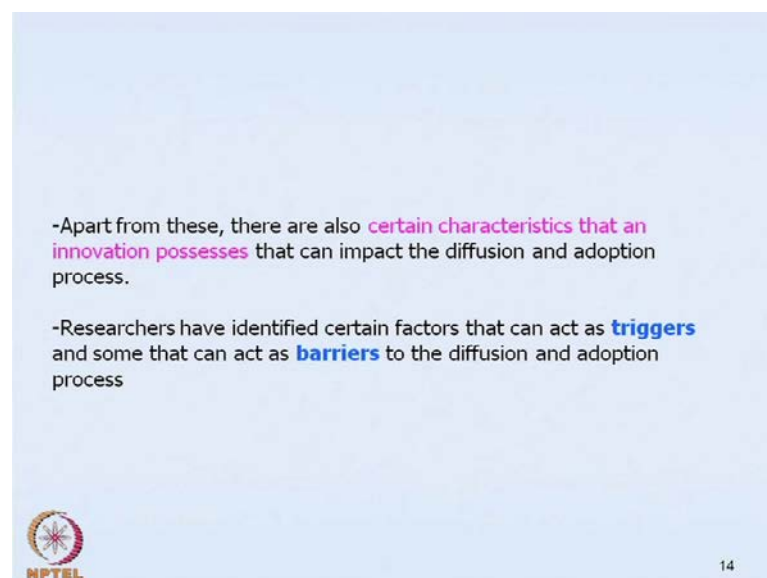 -Apart from these, there are also certain characteristics that an
innovation possesses that can impact the diffusion and adoption
process.
-Researchers have identified certain factors that can act as triggers
and some that can act as barriers to the diffusion and adoption
process
NPTEL
14